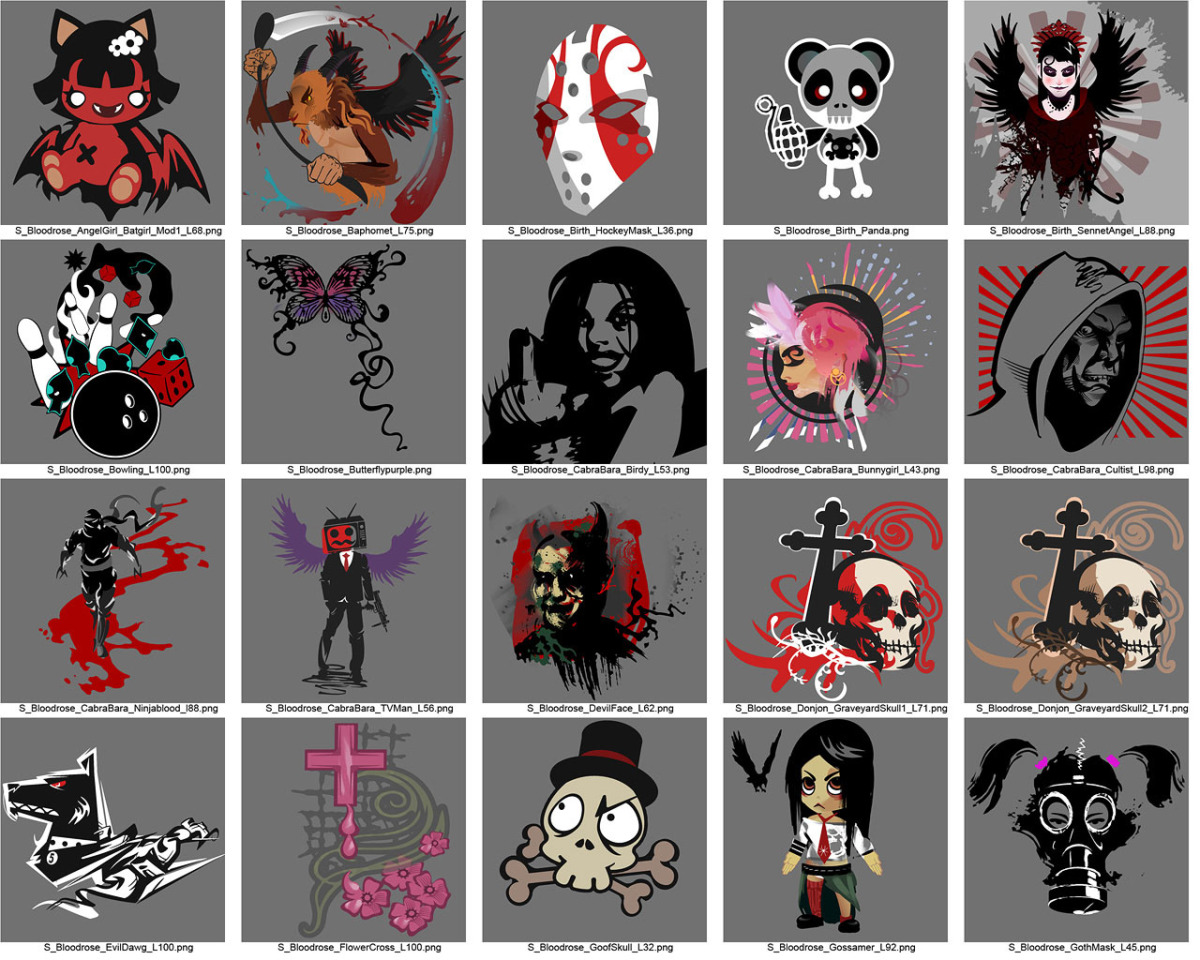 S_Bloodrose_AngelGirl_Batgirl_Mod1_L68.png
S_Bloodrose_Baphomet_L75.png
S_Bloodrose_Birth_HockeyMask_L36.png
S_Bloodrose_Birth_Panda.png
S_Bloodrose_Birth_SennetAngel_L88.png
S_Bloodrose_Bowling_L100.png
S_Bloodrose_Butterflypurple.png
S_Bloodrose_CabraBara_Birdy_L53.png
S_Bloodrose_CabraBara_Bunnygirl_L43.png
S_Bloodrose_CabraBara_Cultist_L98.png
S_Bloodrose_CabraBara_Ninjablood_l88.png
S_Bloodrose_CabraBara_TVMan_L56.png
S_Bloodrose_DevilFace_L62.png
S_Bloodrose_Donjon_GraveyardSkull1_L71.png
S_Bloodrose_Donjon_GraveyardSkull2_L71.png
5
S_Bloodrose_EvilDawg_L100.png
S_Bloodrose_FlowerCross_L100.png
S_Bloodrose_GoofSkull_L32.png
S_Bloodrose_Gossamer_L92.png
S_Bloodrose_GothMask_L45.png